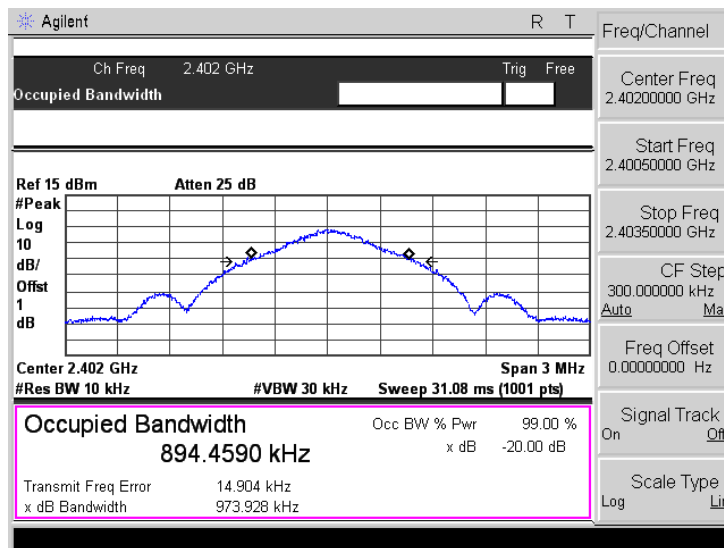 Agilent R T
Freq/Channel
Ch Freq 2.402 GHz Trig Free
Occupied Bandwidth
Center Freq
2.40200000 GHz
Start Freq
2.40050000 GHz
Stop Freq
2.40350000 GHz
CF Step
300.000000 kHz
Auto Ma
Freq Offset
0.00000000 Hz
Signal Track
On Off
Scale Type
Log Lin
Ref 15 dBm Atten 25 dB
#Peak
Log
10
dB/
Offst
1
dB
Center 2.402 GHz Span 3 MHz
#Res BW 10 kHz #VBW 30 kHz Sweep 31.08 ms (1001 pts)
Occupied Bandwidth Occ BW % Pwr 99.00 %
894.4590 kHz x dB -20.00 dB
Transmit Freq Error 14.904 kHz
x dB Bandwidth 973.928 kHz